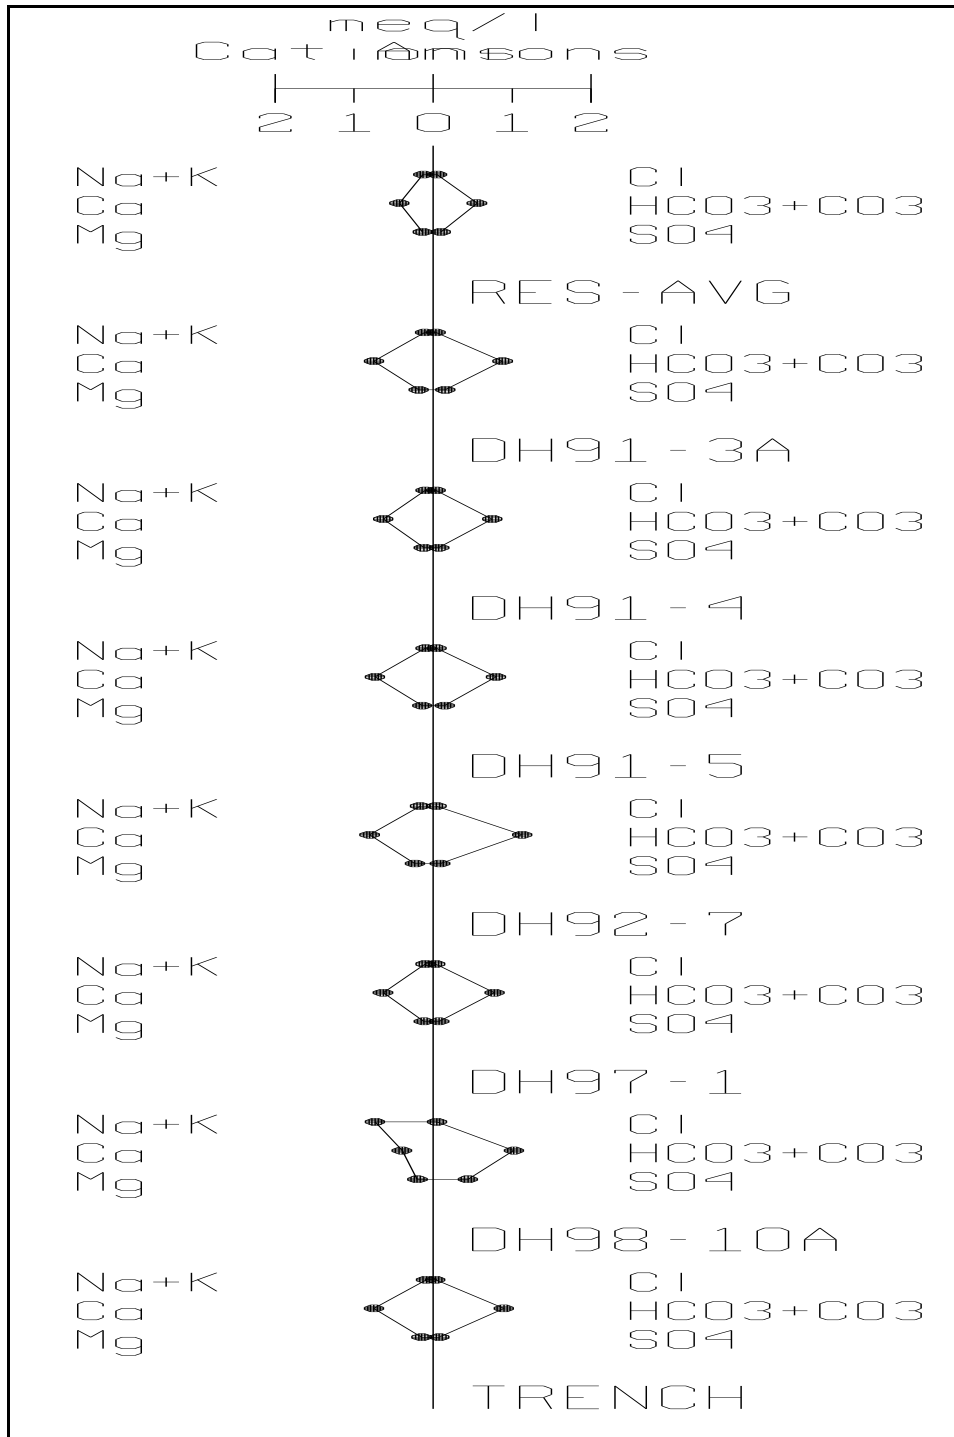 meq/l
Cations Anions
2 1 0 1 2
Na+K Cl
Ca HCO3+CO3
Mg SO4
RES-AVG
Na+K Cl
Ca HCO3+CO3
Mg SO4
DH91-3A
Na+K Cl
Ca HCO3+CO3
Mg SO4
DH91-4
Na+K Cl
Ca HCO3+CO3
Mg SO4
DH91-5
Na+K Cl
Ca HCO3+CO3
Mg SO4
DH92-7
Na+K Cl
Ca HCO3+CO3
Mg SO4
DH97-1
Na+K Cl
Ca HCO3+CO3
Mg SO4
DH98-10A
Na+K Cl
Ca HCO3+CO3
Mg SO4
TRENCH